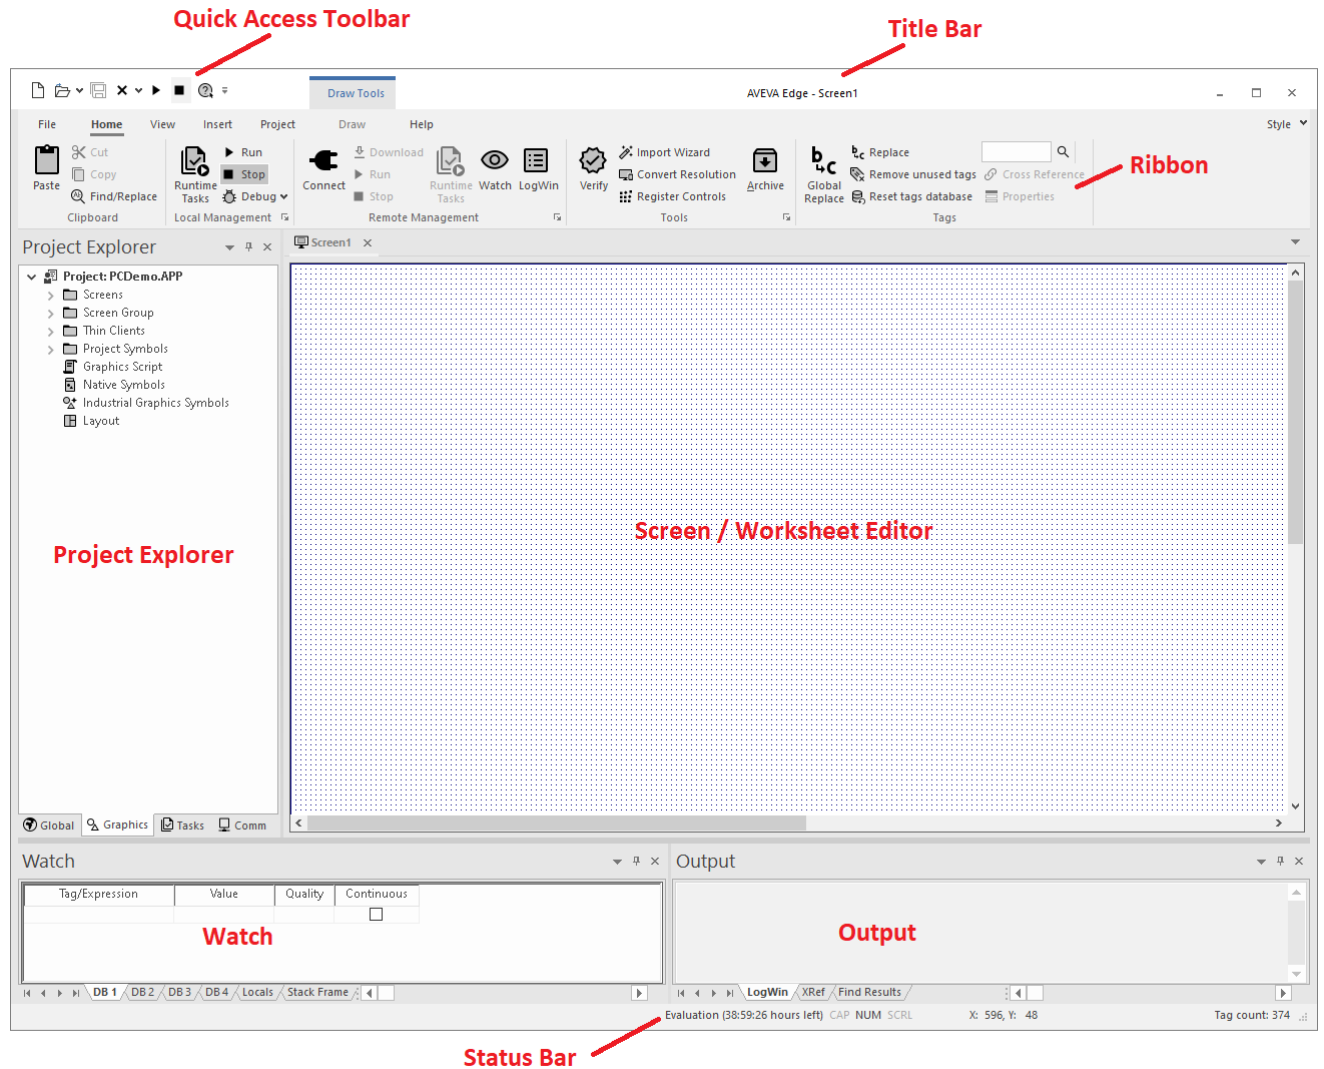 Quick Access Toolbar
Title Bar
Draw Tools
AVEVA Edge - Screen1
File Home View Insert Project Draw Help Style
Paste
Cut
Copy
Find/Replace
Clipboard
Runtime
Tasks
Run
Stop
Debug
Local Management
Connect
Download
Run
Stop
Runtime
Tasks
Watch
LogWin
Remote Management
Verify
Import Wizard
Convert Resolution
Register Controls
Archive
Tools
Global
Replace
Replace
Remove unused tags
Reset tags database
Cross Reference
Properties
Tags
Ribbon
Project Explorer
Screen1
Project: PCDemo.APP
Screens
Screen Group
Thin Clients
Project Symbols
Graphics Script
Native Symbols
Industrial Graphics Symbols
Layout
Project Explorer
Screen / Worksheet Editor
Global Graphics Tasks Comm
Watch
Tag/Expression Value Quality Continuous
Watch
DB 1 DB 2 DB 3 DB 4 Locals Stack Frame
Output
Output
LogWin XRef Find Results
Evaluation (38:59:26 hours left) CAP NUM SCRL X: 596, Y: 48 Tag count: 374
Status Bar